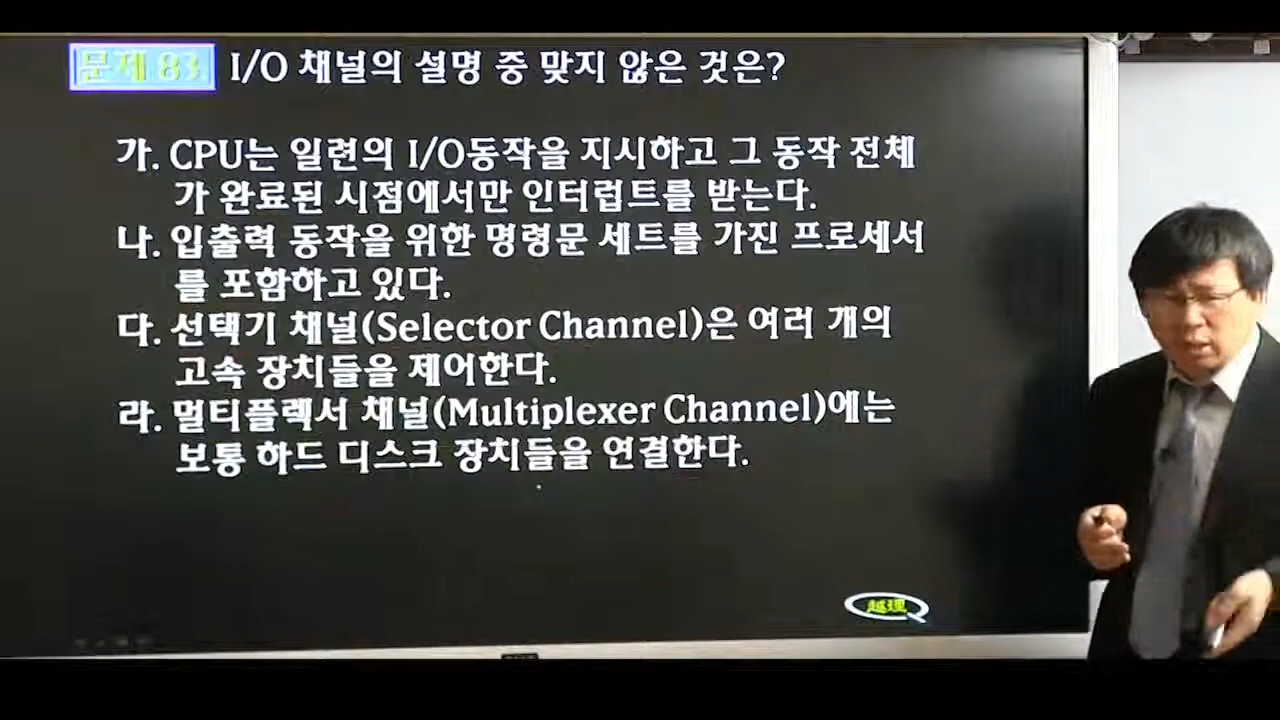 문제 83 I/O 채널의 설명 중 맞지 않은 것은?
가. CPU는 일련의 I/O동작을 지시하고 그 동작 전체
가 완료된 시점에서만 인터럽트를 받는다.
나. 입출력 동작을 위한 명령문 세트를 가진 프로세서
를 포함하고 있다.
다. 선택기 채널(Selector Channel)은 여러 개의
고속 장치들을 제어한다.
라. 멀티플렉서 채널(Multiplexer Channel)에는
보통 하드 디스크 장치들을 연결한다.